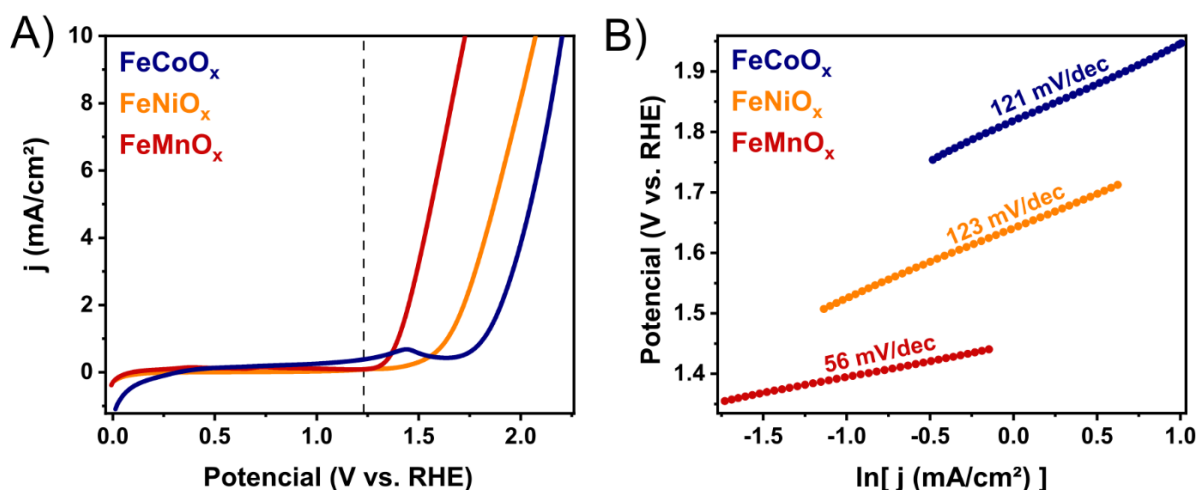 A)
FeCoOₓ
FeNiOₓ
FeMnOₓ
j (mA/cm²)
10
8
6
4
2
0
0.0 0.5 1.0 1.5 2.0
Potencial (V vs. RHE)
B)
FeCoOₓ
FeNiOₓ
FeMnOₓ
121 mV/dec
123 mV/dec
56 mV/dec
Potencial (V vs. RHE)
1.9
1.8
1.7
1.6
1.5
1.4
-1.5 -1.0 -0.5 0.0 0.5 1.0
ln[ j (mA/cm²) ]